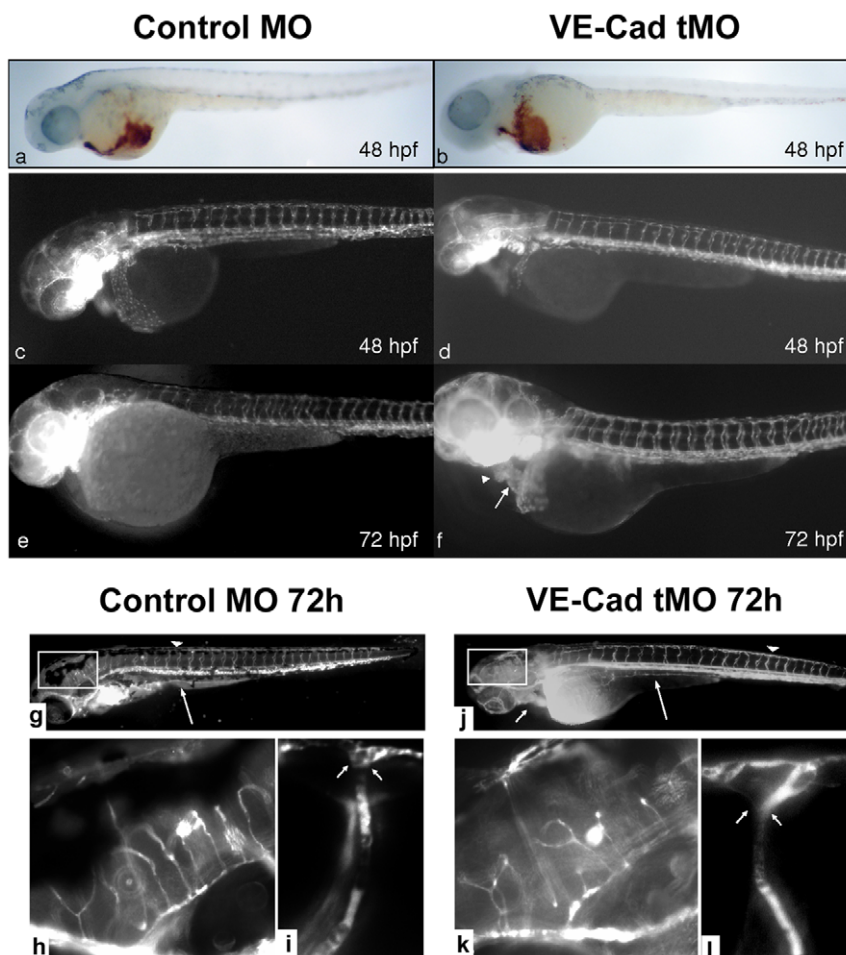 Control MO
VE-Cad tMO
a
48 hpf
b
48 hpf
c
48 hpf
d
48 hpf
e
72 hpf
f
72 hpf
Control MO 72h
VE-Cad tMO 72h
g
j
h
i
k
l